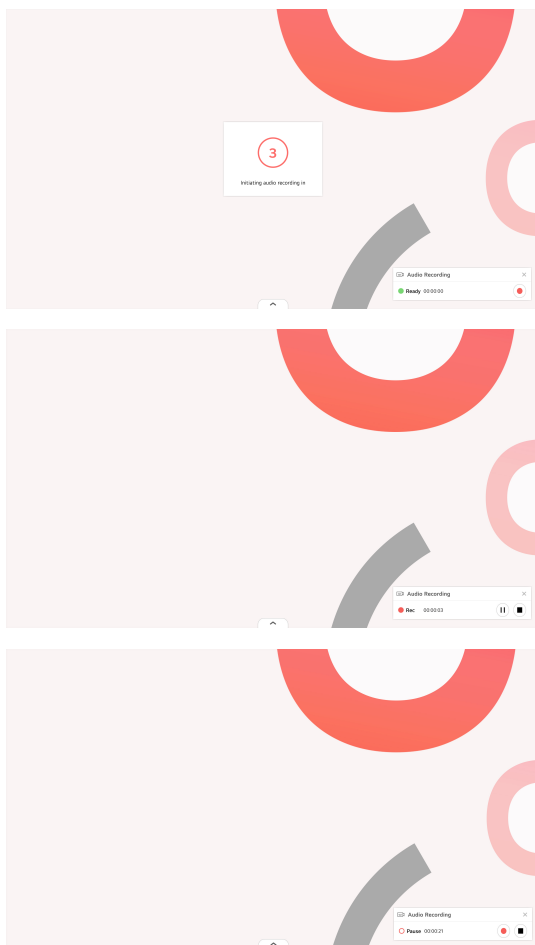 3
Initiating audio recording in
Audio Recording
Ready 00:00:00
Audio Recording
Rec 00:00:03
Audio Recording
Pause 00:00:21